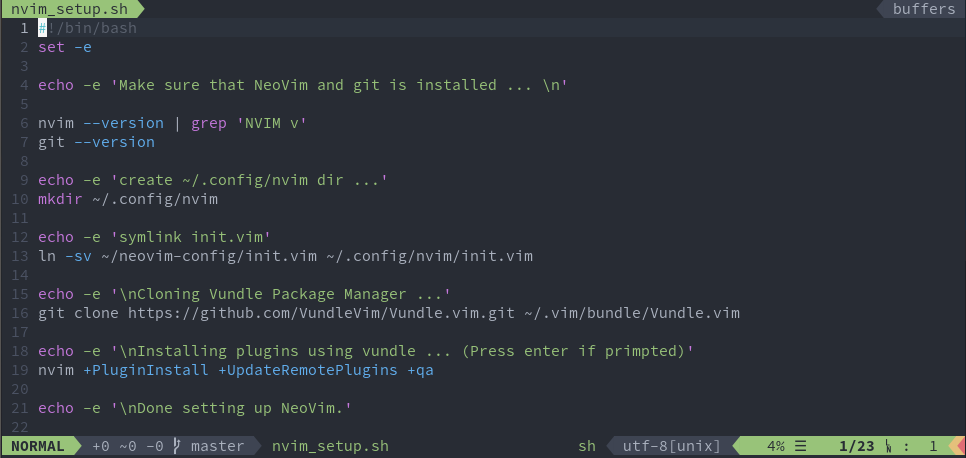 nvim_setup.sh buffers
1 #!/bin/bash
2 set -e
3
4 echo -e 'Make sure that NeoVim and git is installed ... \n'
5
6 nvim --version | grep 'NVIM v'
7 git --version
8
9 echo -e 'create ~/.config/nvim dir ...'
10 mkdir ~/.config/nvim
11
12 echo -e 'symlink init.vim'
13 ln -sv ~/neovim-config/init.vim ~/.config/nvim/init.vim
14
15 echo -e '\nCloning Vundle Package Manager ...'
16 git clone https://github.com/VundleVim/Vundle.vim.git ~/.vim/bundle/Vundle.vim
17
18 echo -e '\nInstalling plugins using vundle ... (Press enter if primpted)'
19 nvim +PluginInstall +UpdateRemotePlugins +qa
20
21 echo -e '\nDone setting up NeoVim.'
22
NORMAL +0 ~0 -0 master nvim_setup.sh sh utf-8[unix] 4% ☰ 1/23 : 1